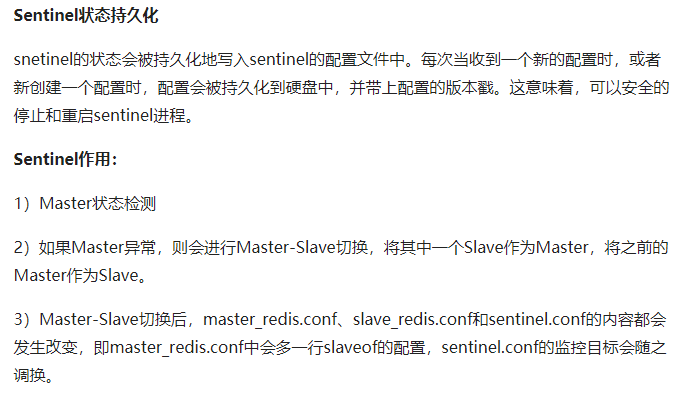 Sentinel状态持久化
snetinel的状态会被持久化地写入sentinel的配置文件中。每次当收到一个新的配置时，或者
新创建一个配置时，配置会被持久化到硬盘中，并带上配置的版本戳。这意味着，可以安全的
停止和重启sentinel进程。
Sentinel作用：
1）Master状态检测
2）如果Master异常，则会进行Master-Slave切换，将其中一个Slave作为Master，将之前的
Master作为Slave。
3）Master-Slave切换后，master_redis.conf、slave_redis.conf和sentinel.conf的内容都会
发生改变，即master_redis.conf中会多一行slaveof的配置，sentinel.conf的监控目标会随之
调换。